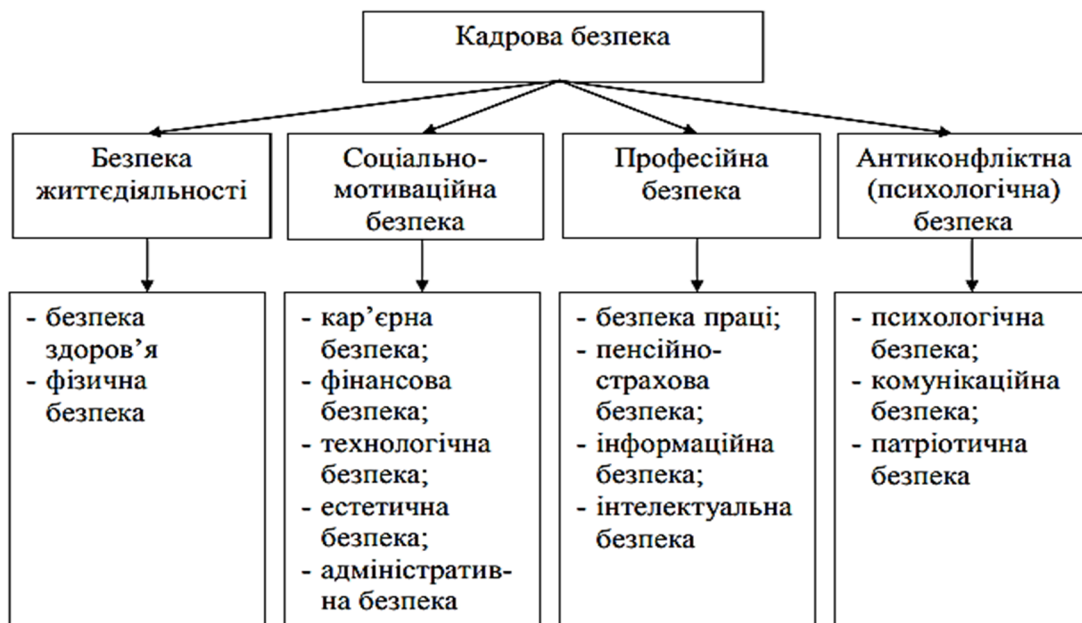 Кадрова безпека
Безпека
життєдіяльності
Соціально-
мотиваційна
безпека
Професійна
безпека
Антиконфліктна
(психологічна)
безпека
- безпека
здоров’я
- фізична
безпека
- кар’єрна
безпека;
- фінансова
безпека;
- технологічна
безпека;
- естетична
безпека;
- адміністратив-
на безпека
- безпека праці;
- пенсійно-
страхова
безпека;
- інформаційна
безпека;
- інтелектуальна
безпека
- психологічна
безпека;
- комунікаційна
безпека;
- патріотична
безпека